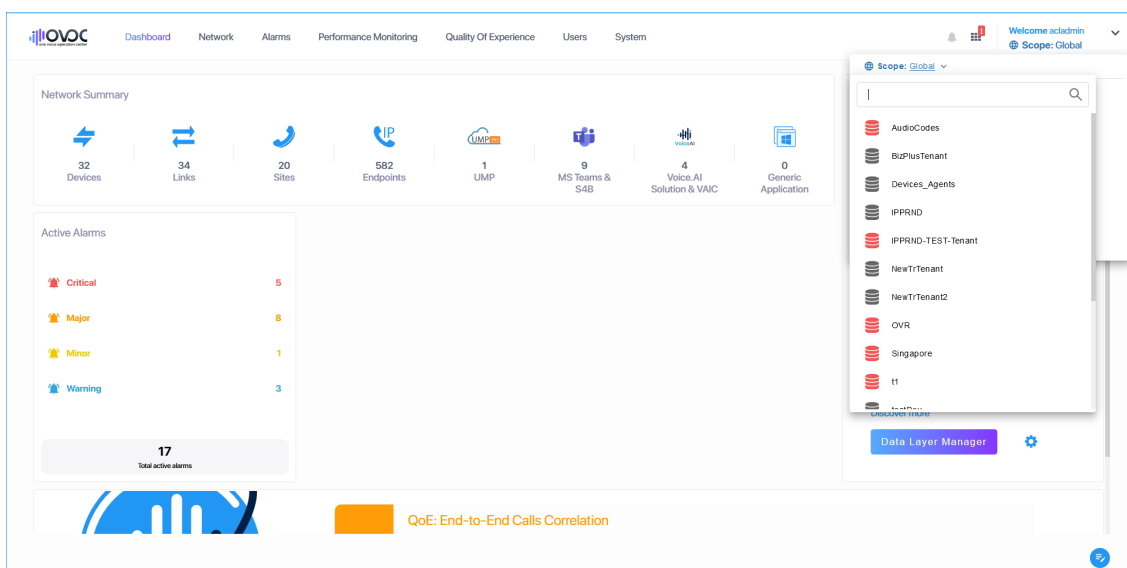 OVOC
one voice operation center
Dashboard Network Alarms Performance Monitoring Quality Of Experience Users System
1
Welcome acladmin
Scope: Global
Scope: Global
Network Summary
32
Devices
34
Links
20
Sites
IP
582
Endpoints
UMP
1
UMP
9
MS Teams &
S4B
VoiceAI
4
Voice.AI
Solution & VAIC
0
Generic
Application
AudioCodes
BizPlusTenant
Devices_Agents
IPPRND
IPPRND-TEST-Tenant
NewTrTenant
NewTrTenant2
OVR
Singapore
t1
Active Alarms
Critical 5
Major 8
Minor 1
Warning 3
17
Total active alarms
Discover more
Data Layer Manager
QoE: End-to-End Calls Correlation